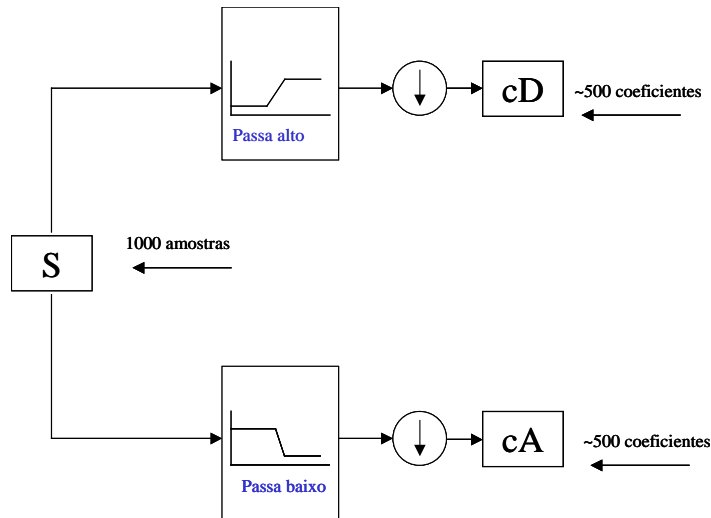 Passa alto
cD
~500 coeficientes
S
1000 amostras
Passa baixo
cA
~500 coeficientes